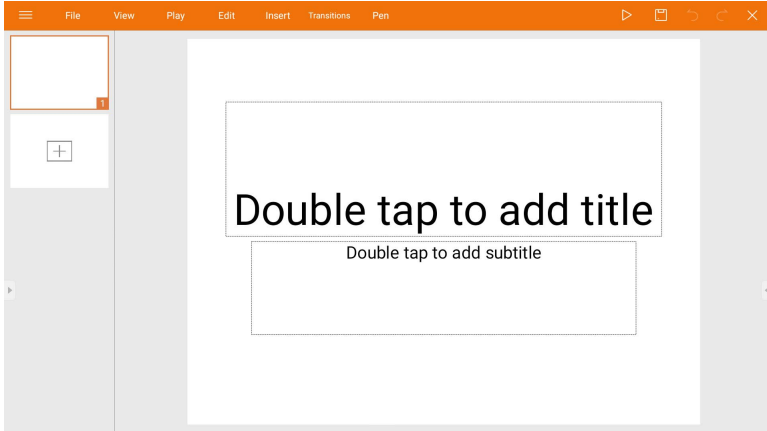 File View Play Edit Insert Transitions Pen
1
Double tap to add title
Double tap to add subtitle